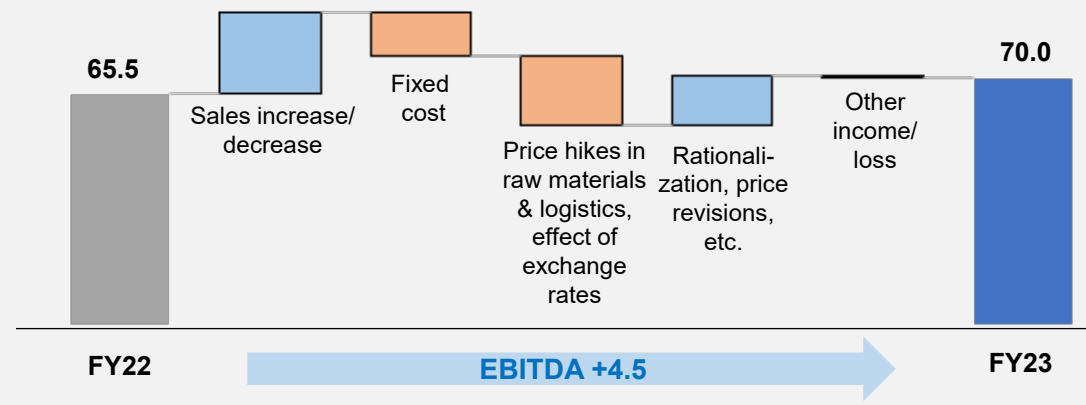 65.5
Sales increase/
decrease
Fixed
cost
Price hikes in
raw materials
& logistics,
effect of
exchange
rates
Rationali-
zation, price
revisions,
etc.
Other
income/
loss
70.0
FY22
EBITDA +4.5
FY23